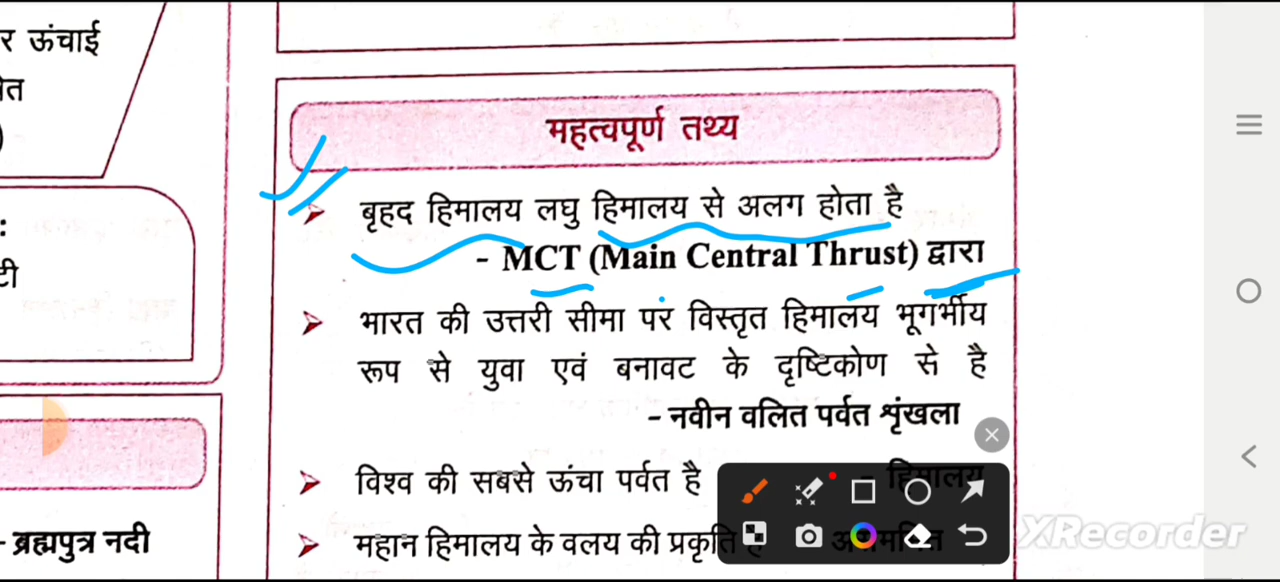 र ऊंचाई
महत्वपूर्ण तथ्य
बृहद हिमालय लघु हिमालय से अलग होता है
- MCT (Main Central Thrust) द्वारा
भारत की उत्तरी सीमा पर विस्तृत हिमालय भूगर्भीय
रूप से युवा एवं बनावट के दृष्टिकोण से है
– नवीन वलित पर्वत शृंखला
विश्व की सबसे ऊंचा पर्वत है - हिमालय
महान हिमालय के वलय की प्रकृति है
:
टी
- ब्रह्मपुत्र नदी
XRecorder